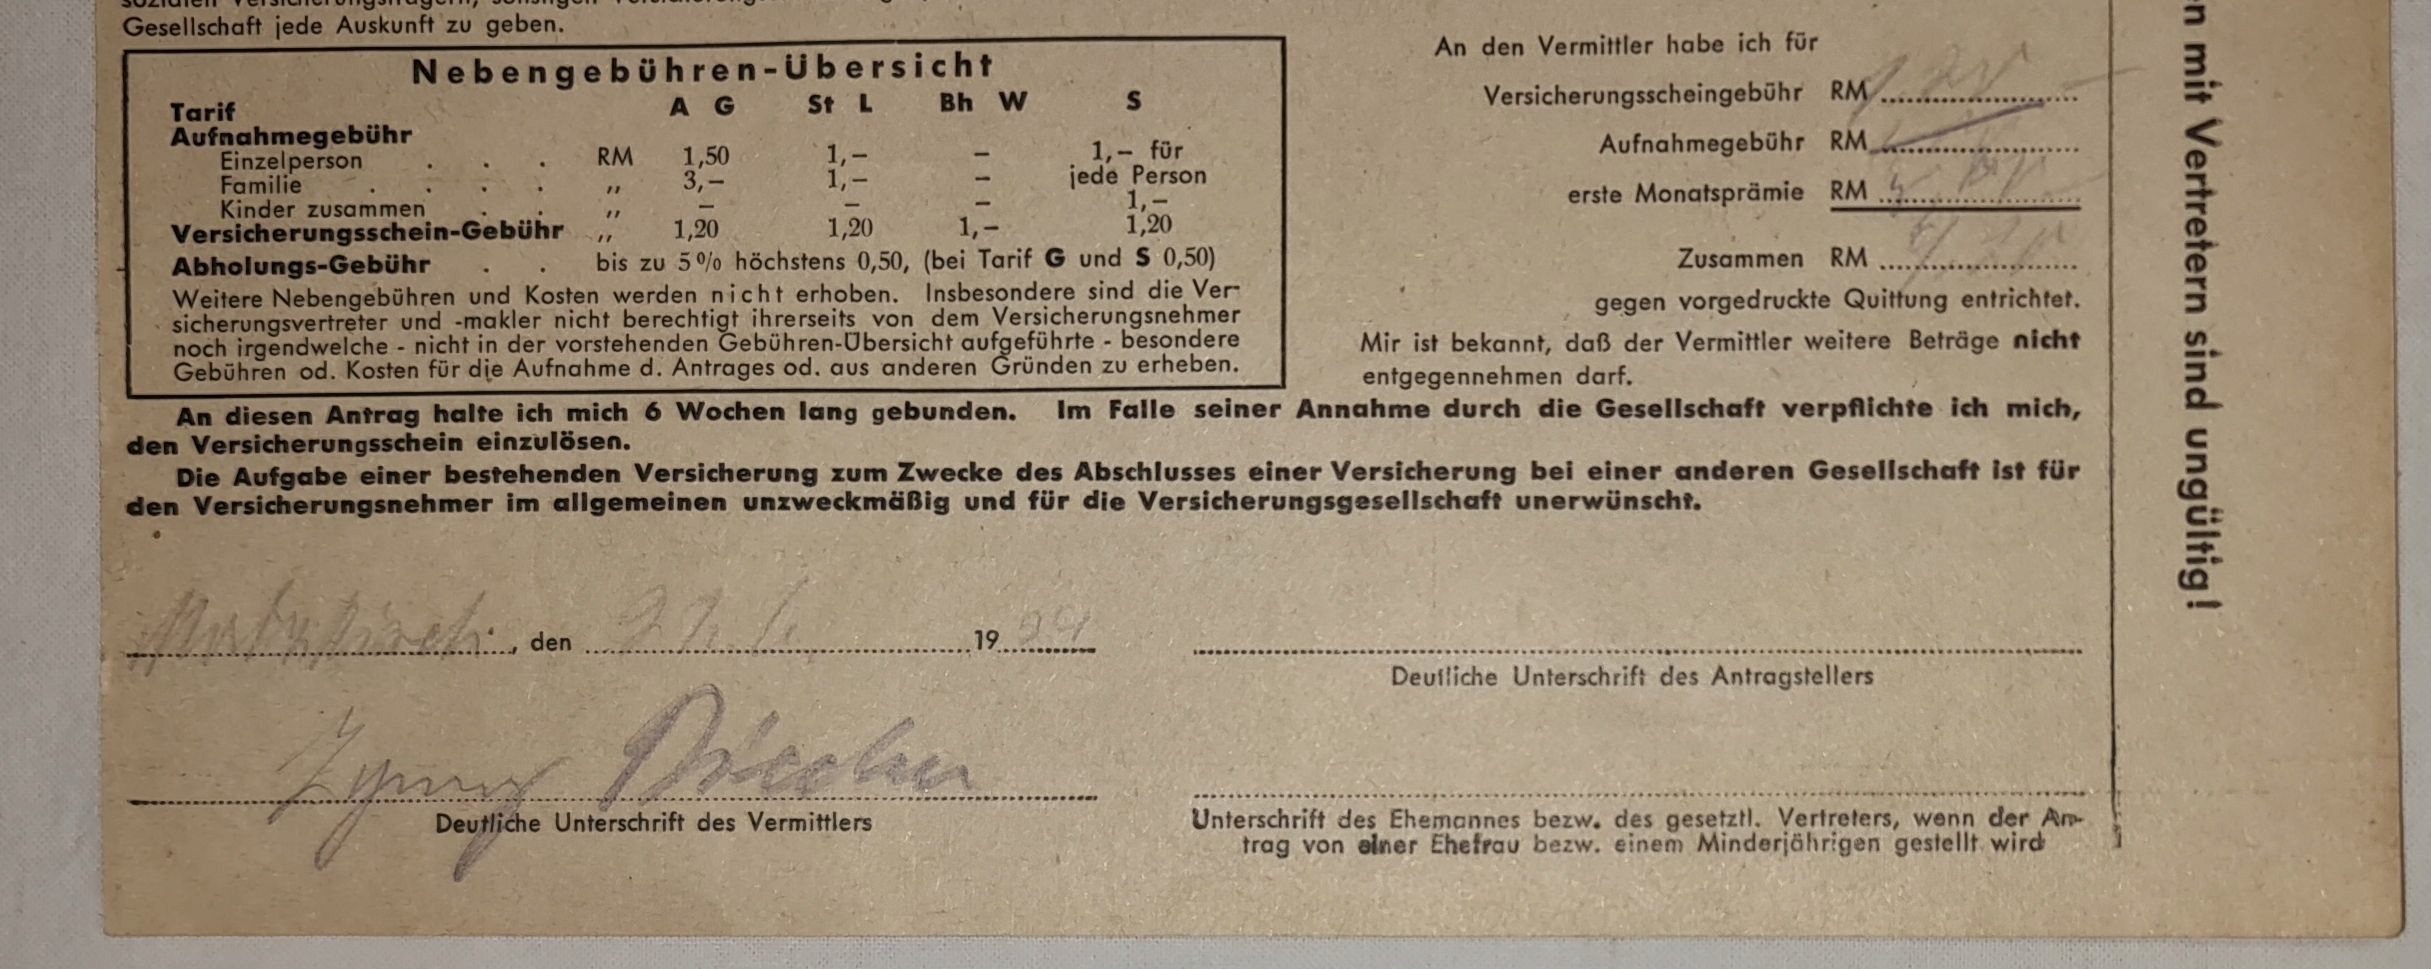 Gesellschaft jede Auskunft zu geben.
Nebengebühren-Übersicht
Tarif A G St L Bh W S
Aufnahmegebühr
Einzelperson . . . RM 1,50 1,– – 1,– für
Familie . . . . „ 3,– 1,– – jede Person
Kinder zusammen . . „ – – – 1,–
Versicherungsschein-Gebühr „ 1,20 1,20 1,– 1,20
Abholungs-Gebühr . . bis zu 5% höchstens 0,50, (bei Tarif G und S 0,50)
Weitere Nebengebühren und Kosten werden nicht erhoben. Insbesondere sind die Ver-
sicherungsvertreter und -makler nicht berechtigt ihrerseits von dem Versicherungsnehmer
noch irgendwelche - nicht in der vorstehenden Gebühren-Übersicht aufgeführte - besondere
Gebühren od. Kosten für die Aufnahme d. Antrages od. aus anderen Gründen zu erheben.
An den Vermittler habe ich für
Versicherungsscheingebühr RM
Aufnahmegebühr RM
erste Monatsprämie RM
Zusammen RM
gegen vorgedruckte Quittung entrichtet.
Mir ist bekannt, daß der Vermittler weitere Beträge nicht
entgegennehmen darf.
An diesen Antrag halte ich mich 6 Wochen lang gebunden. Im Falle seiner Annahme durch die Gesellschaft verpflichte ich mich,
den Versicherungsschein einzulösen.
Die Aufgabe einer bestehenden Versicherung zum Zwecke des Abschlusses einer Versicherung bei einer anderen Gesellschaft ist für
den Versicherungsnehmer im allgemeinen unzweckmäßig und für die Versicherungsgesellschaft unerwünscht.
, den 19
Deutliche Unterschrift des Antragstellers
Deutliche Unterschrift des Vermittlers
Unterschrift des Ehemannes bezw. des gesetztl. Vertreters, wenn der An-
trag von einer Ehefrau bezw. einem Minderjährigen gestellt wird
mit Vertretern sind ungültig!